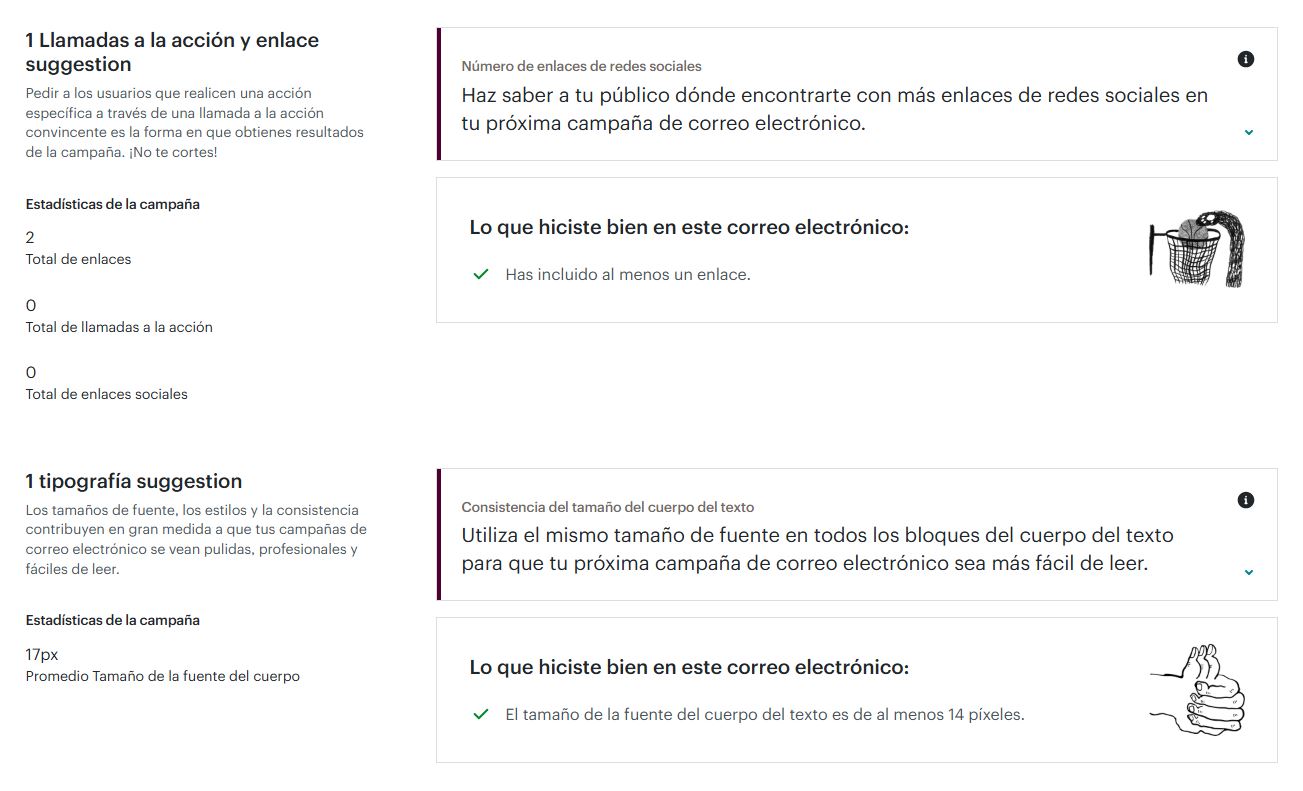 1 Llamadas a la acción y enlace
suggestion
Pedir a los usuarios que realicen una acción
específica a través de una llamada a la acción
convincente es la forma en que obtienes resultados
de la campaña. ¡No te cortes!
Estadísticas de la campaña
2
Total de enlaces
0
Total de llamadas a la acción
0
Total de enlaces sociales
Número de enlaces de redes sociales
Haz saber a tu público dónde encontrarte con más enlaces de redes sociales en
tu próxima campaña de correo electrónico.
Lo que hiciste bien en este correo electrónico:
Has incluido al menos un enlace.
1 tipografía suggestion
Los tamaños de fuente, los estilos y la consistencia
contribuyen en gran medida a que tus campañas de
correo electrónico se vean pulidas, profesionales y
fáciles de leer.
Estadísticas de la campaña
17px
Promedio Tamaño de la fuente del cuerpo
Consistencia del tamaño del cuerpo del texto
Utiliza el mismo tamaño de fuente en todos los bloques del cuerpo del texto
para que tu próxima campaña de correo electrónico sea más fácil de leer.
Lo que hiciste bien en este correo electrónico:
El tamaño de la fuente del cuerpo del texto es de al menos 14 píxeles.